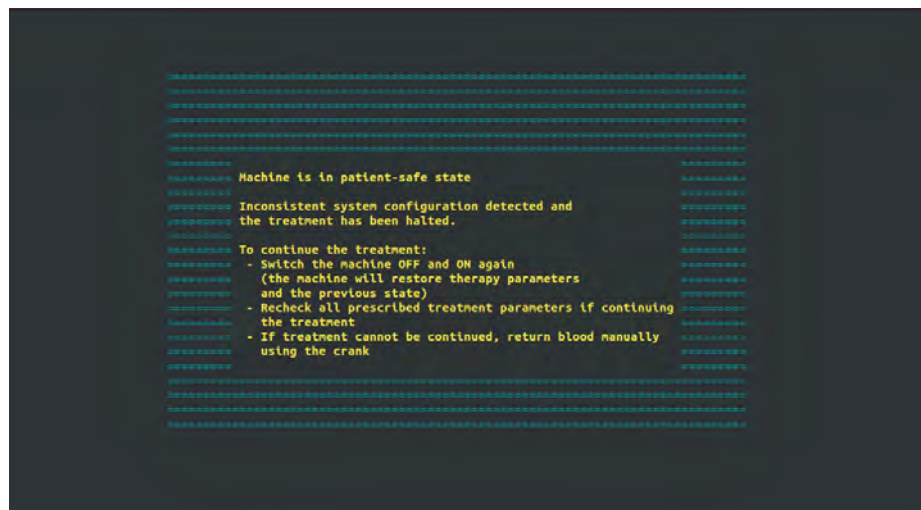 Machine is in patient-safe state
Inconsistent system configuration detected and
the treatment has been halted.
To continue the treatment:
- Switch the machine OFF and ON again
(the machine will restore therapy parameters
and the previous state)
- Recheck all prescribed treatment parameters if continuing
the treatment
- If treatment cannot be continued, return blood manually
using the crank